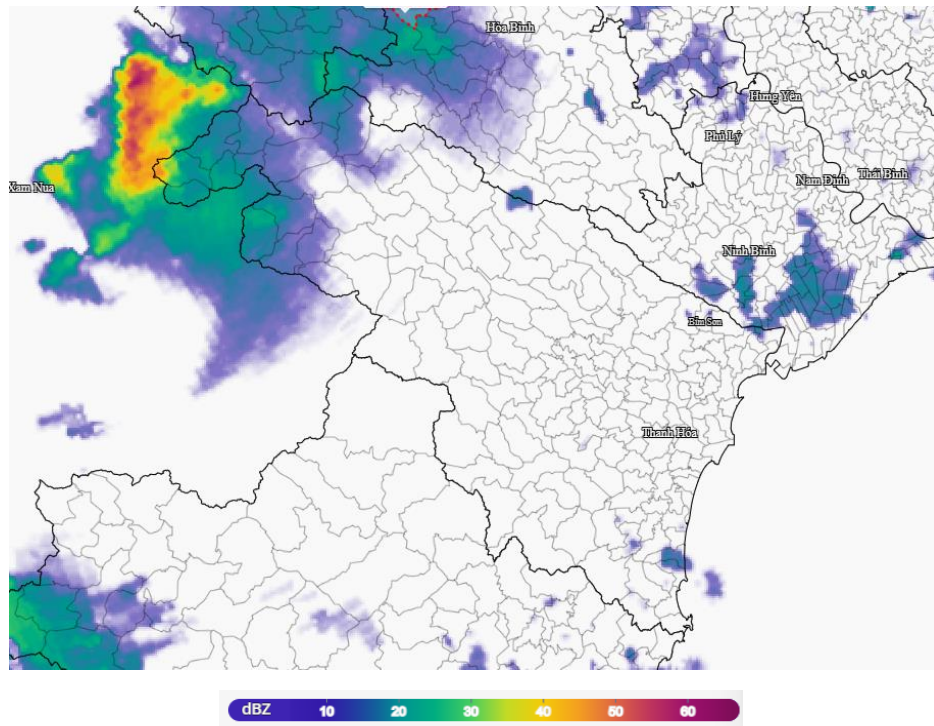 Hòa Bình
Hưng Yên
Phủ Lý
Xam Nua
Nam Định
Thái Bình
Ninh Bình
Bỉm Sơn
Thanh Hóa
dBZ 10 20 30 40 50 60